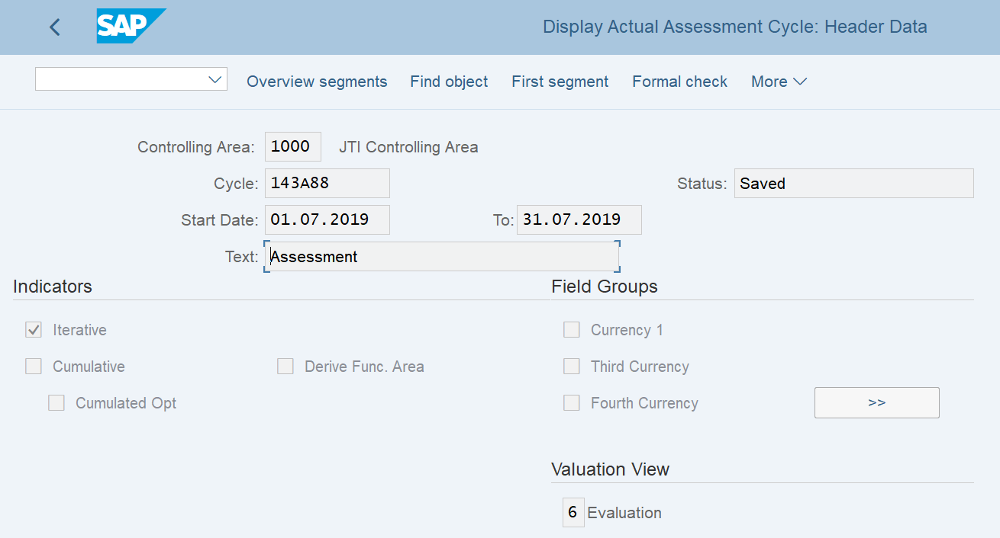 SAP Display Actual Assessment Cycle: Header Data
Overview segments Find object First segment Formal check More
Controlling Area: 1000 JTI Controlling Area
Cycle: 143A88 Status: Saved
Start Date: 01.07.2019 To: 31.07.2019
Text: Assessment
Indicators Field Groups
Iterative Currency 1
Cumulative Derive Func. Area Third Currency
Cumulated Opt Fourth Currency >>
Valuation View
6 Evaluation